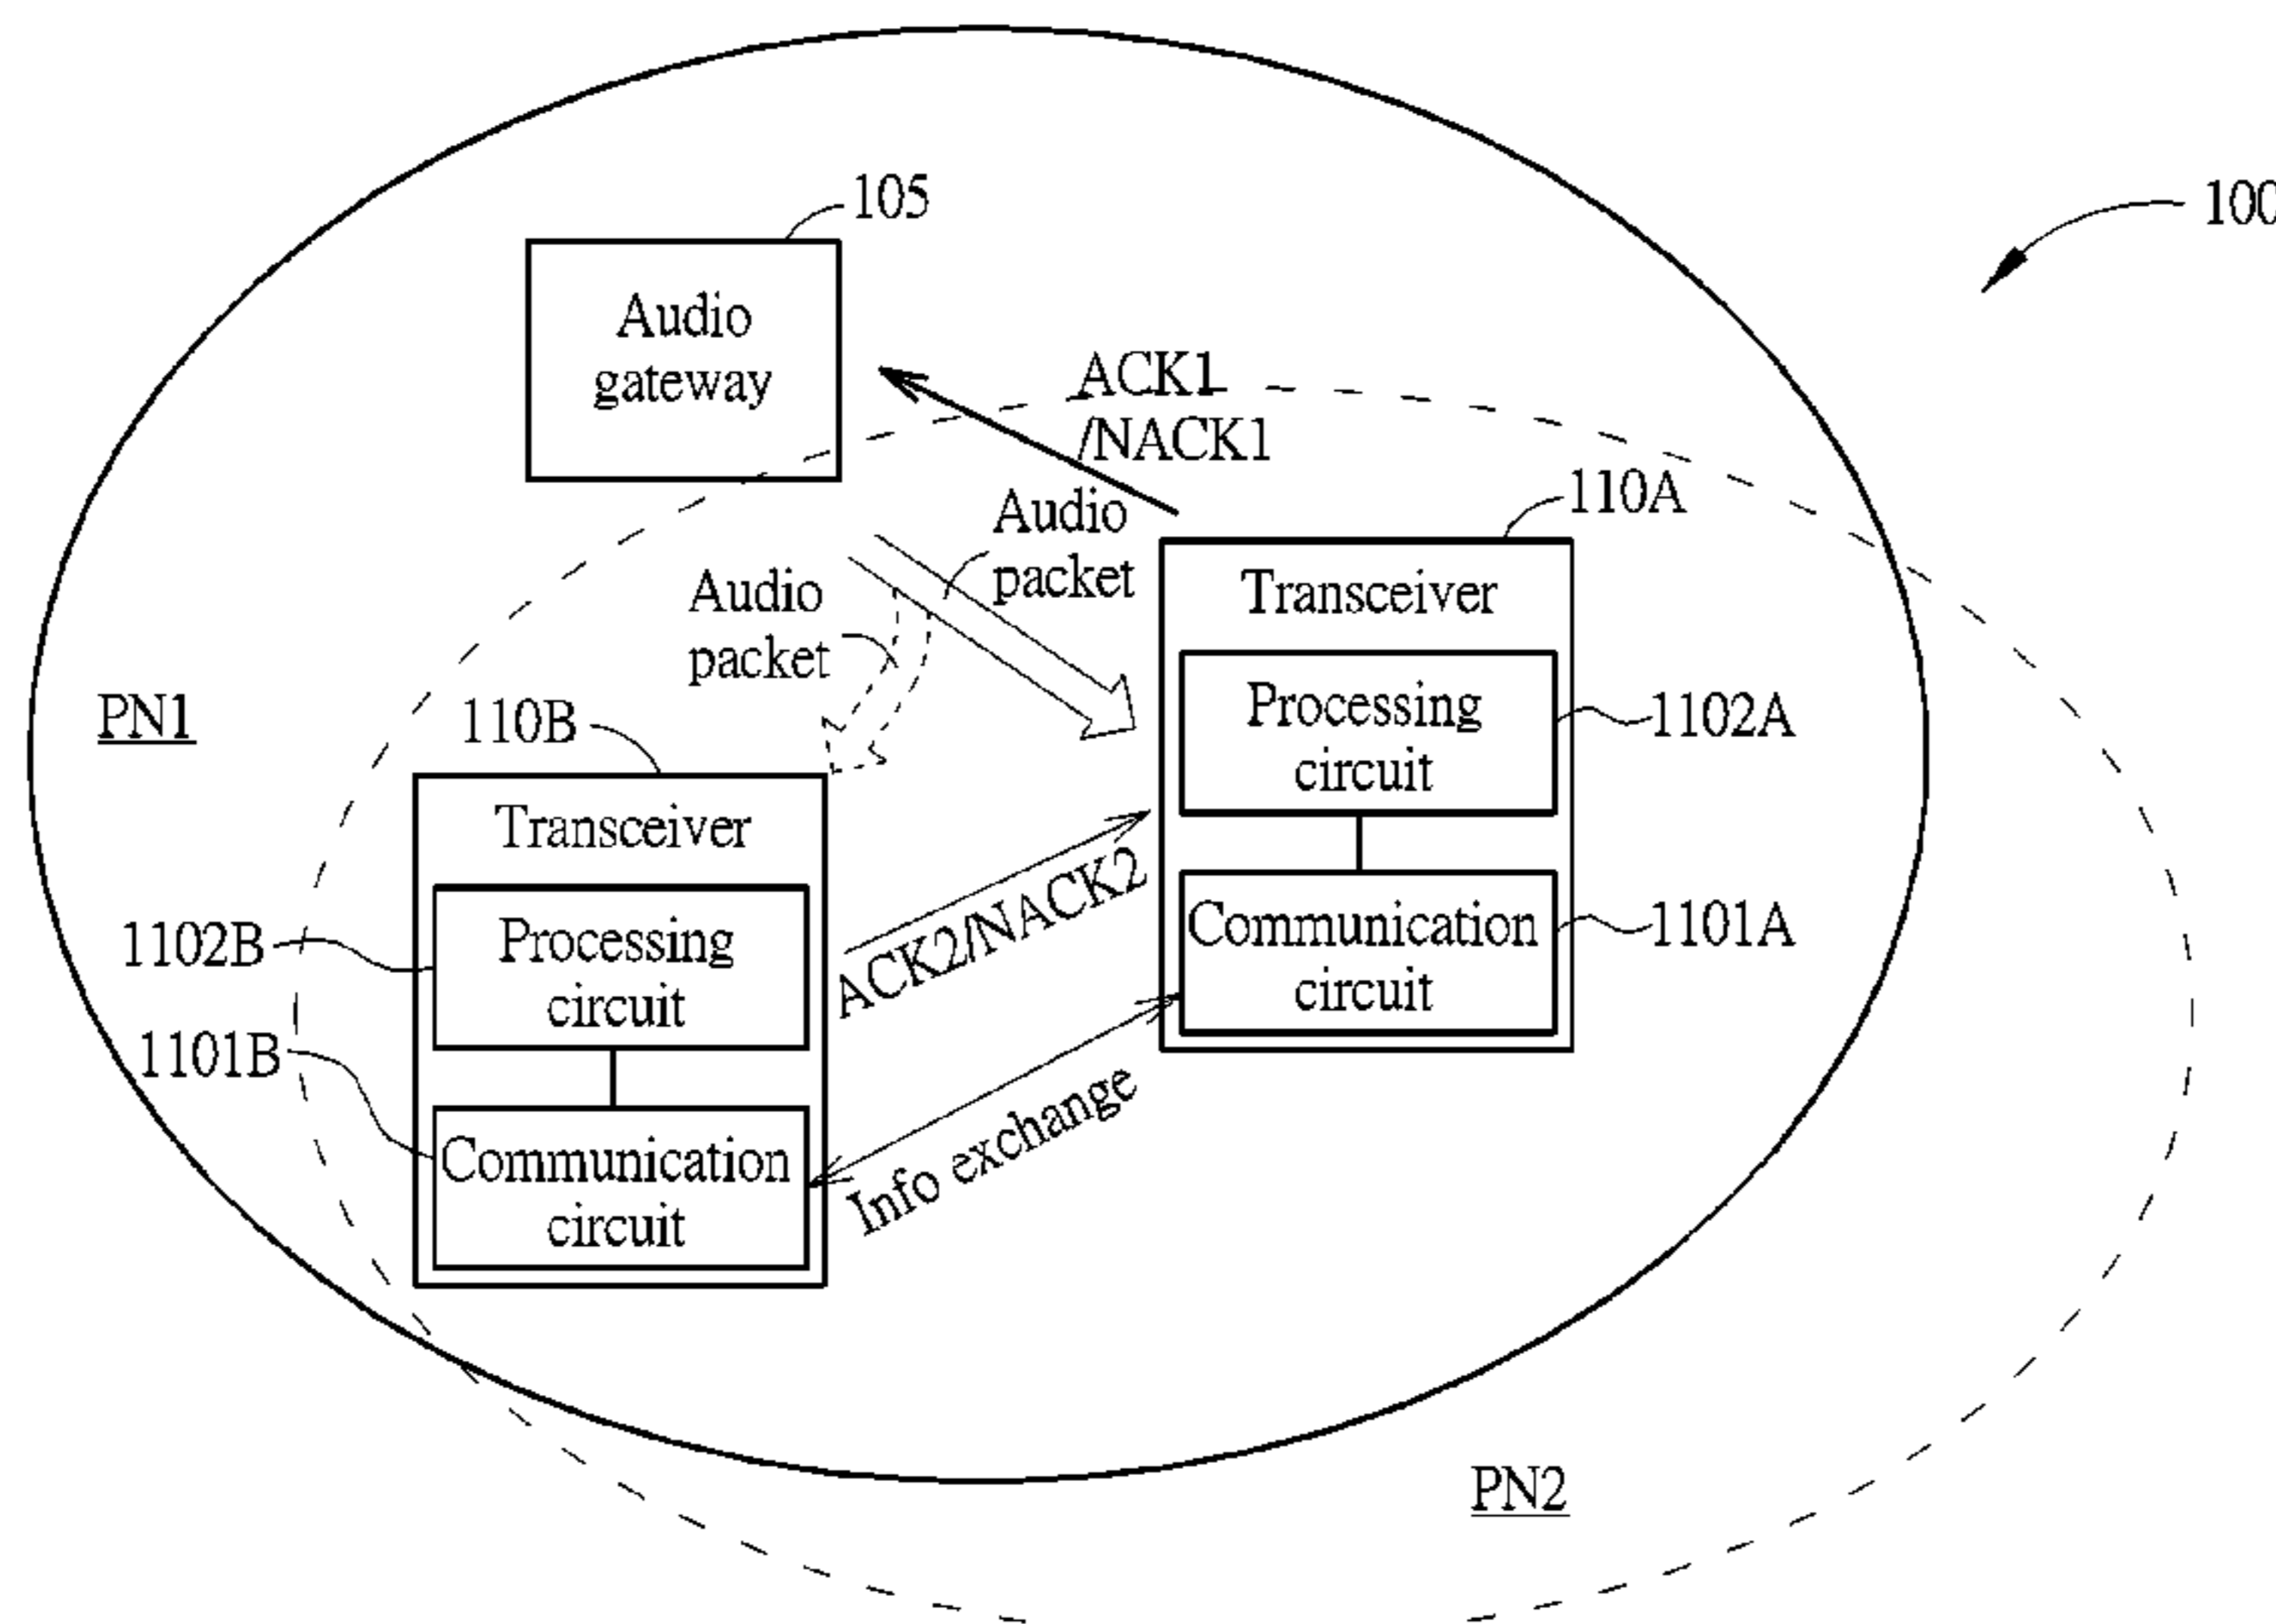 105
100
Audio
gateway
ACK1
/NACK1
110A
Audio
packet
Audio
packet
Transceiver
Processing
circuit
1102A
PN1
110B
Transceiver
Communication
circuit
1101A
ACK2/NACK2
1102B
Processing
circuit
1101B
Communication
circuit
Info exchange
PN2